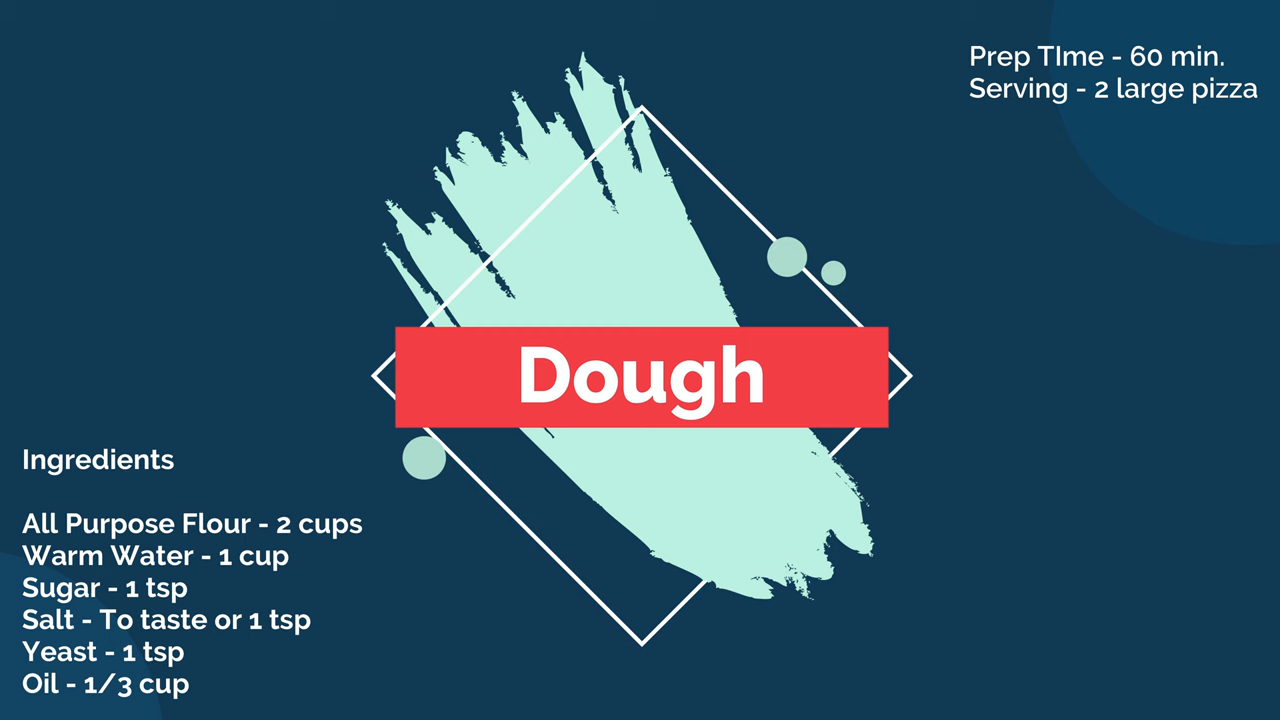 Prep TIme - 60 min.
Serving - 2 large pizza
Dough
Ingredients
All Purpose Flour - 2 cups
Warm Water - 1 cup
Sugar - 1 tsp
Salt - To taste or 1 tsp
Yeast - 1 tsp
Oil - 1/3 cup